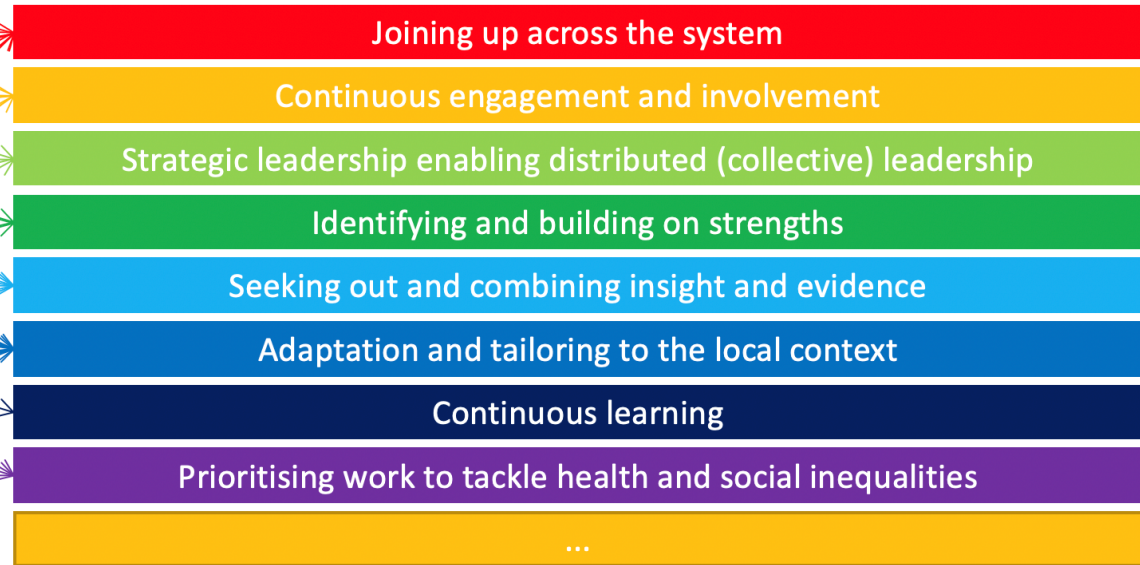 Joining up across the system
Continuous engagement and involvement
Strategic leadership enabling distributed (collective) leadership
Identifying and building on strengths
Seeking out and combining insight and evidence
Adaptation and tailoring to the local context
Continuous learning
Prioritising work to tackle health and social inequalities
...